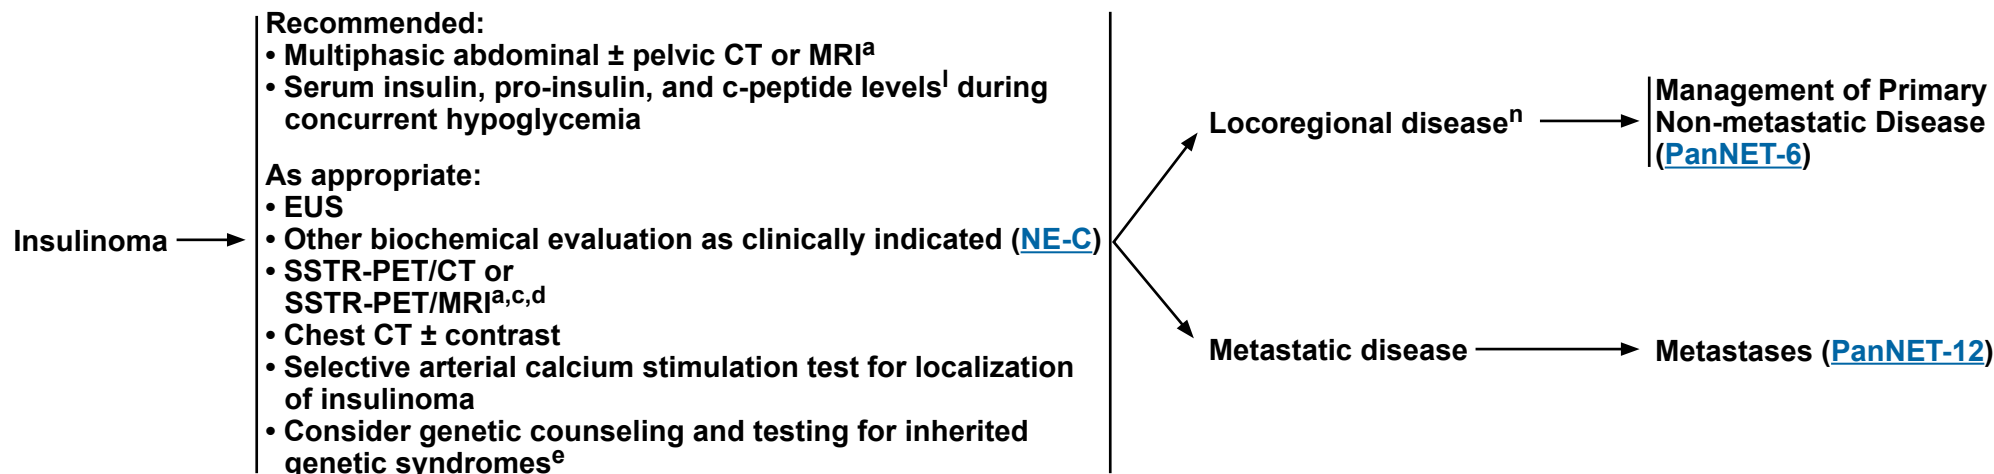 Insulinoma
Recommended:
• Multiphasic abdominal ± pelvic CT or MRIa
• Serum insulin, pro-insulin, and c-peptide levelsl during
concurrent hypoglycemia
As appropriate:
• EUS
• Other biochemical evaluation as clinically indicated (NE-C)
• SSTR-PET/CT or
SSTR-PET/MRIa,c,d
• Chest CT ± contrast
• Selective arterial calcium stimulation test for localization
of insulinoma
• Consider genetic counseling and testing for inherited
genetic syndromese
Locoregional diseasen
Management of Primary
Non-metastatic Disease
(PanNET-6)
Metastatic disease
Metastases (PanNET-12)